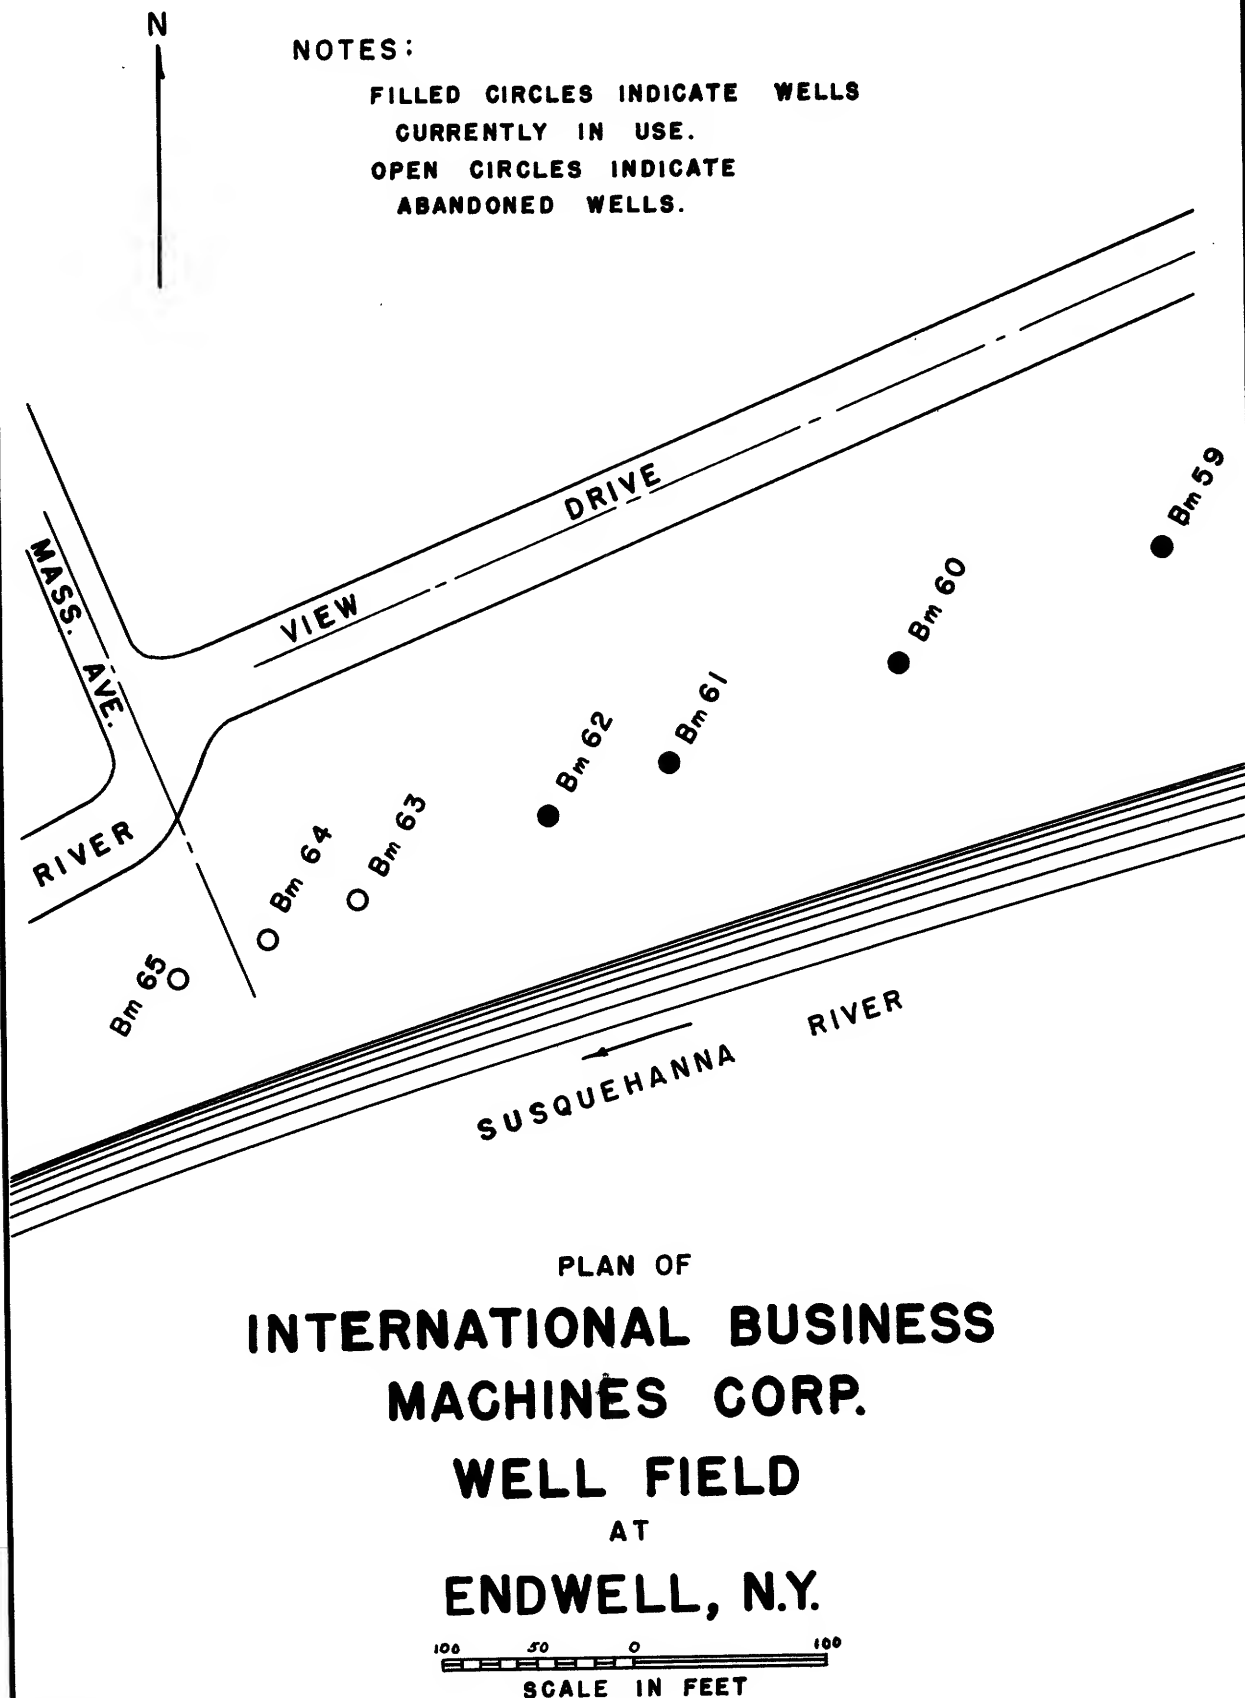 N
NOTES:
FILLED CIRCLES INDICATE WELLS
CURRENTLY IN USE.
OPEN CIRCLES INDICATE
ABANDONED WELLS.
MASS. AVE.
RIVER VIEW DRIVE
Bm 59
Bm 60
Bm 61
Bm 62
Bm 63
Bm 64
Bm 65
SUSQUEHANNA RIVER
PLAN OF
INTERNATIONAL BUSINESS
MACHINES CORP.
WELL FIELD
AT
ENDWELL, N.Y.
100 50 0 100
SCALE IN FEET